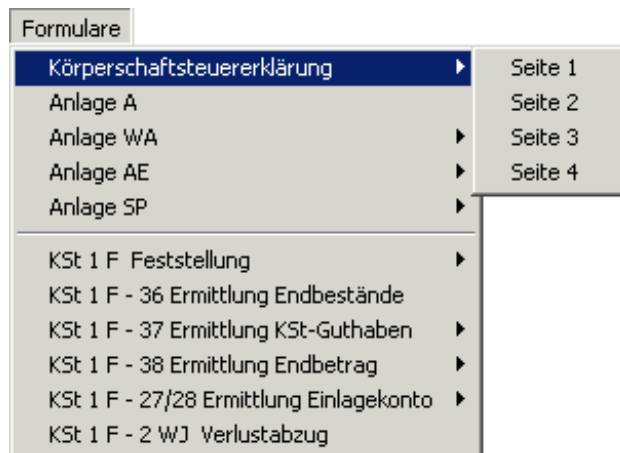 Formulare
Körperschaftsteuererklärung
Seite 1
Anlage A
Seite 2
Anlage WA
Seite 3
Anlage AE
Seite 4
Anlage SP
KSt 1 F Feststellung
KSt 1 F - 36 Ermittlung Endbestände
KSt 1 F - 37 Ermittlung KSt-Guthaben
KSt 1 F - 38 Ermittlung Endbetrag
KSt 1 F - 27/28 Ermittlung Einlagekonto
KSt 1 F - 2 WJ Verlustabzug